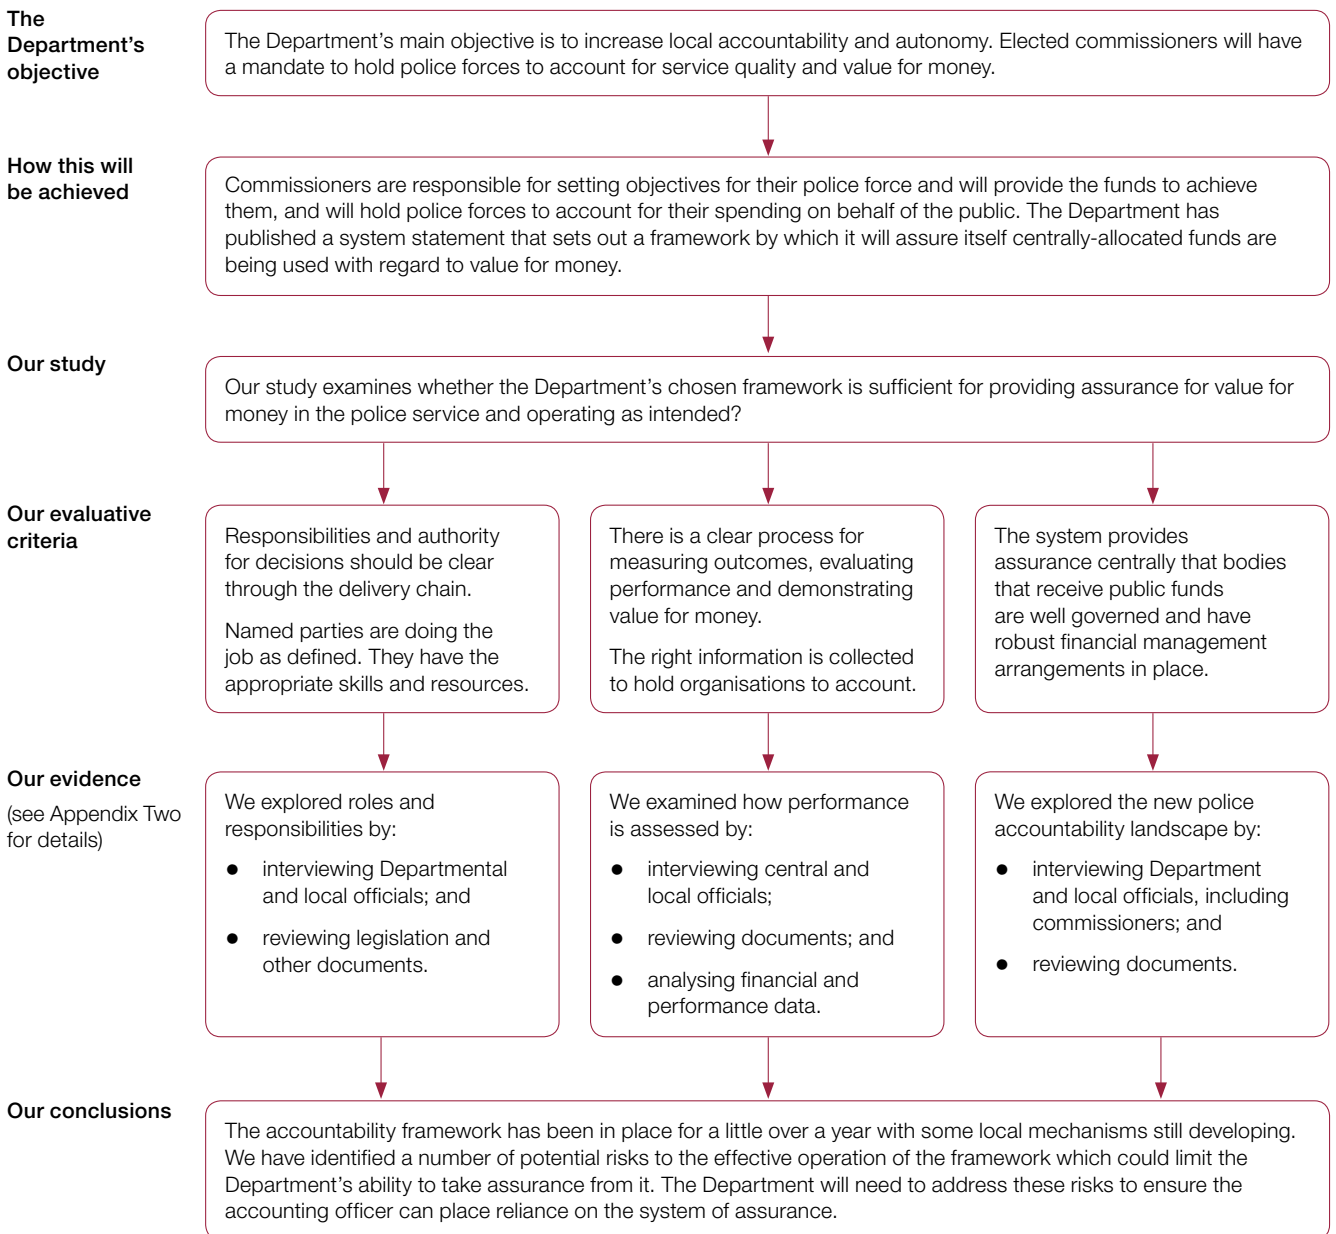 The
Department’s
objective
The Department’s main objective is to increase local accountability and autonomy. Elected commissioners will have
a mandate to hold police forces to account for service quality and value for money.
How this will
be achieved
Commissioners are responsible for setting objectives for their police force and will provide the funds to achieve
them, and will hold police forces to account for their spending on behalf of the public. The Department has
published a system statement that sets out a framework by which it will assure itself centrally-allocated funds are
being used with regard to value for money.
Our study
Our study examines whether the Department’s chosen framework is sufficient for providing assurance for value for
money in the police service and operating as intended?
Our evaluative
criteria
Responsibilities and authority
for decisions should be clear
through the delivery chain.
Named parties are doing the
job as defined. They have the
appropriate skills and resources.
There is a clear process for
measuring outcomes, evaluating
performance and demonstrating
value for money.
The right information is collected
to hold organisations to account.
The system provides
assurance centrally that bodies
that receive public funds
are well governed and have
robust financial management
arrangements in place.
Our evidence
(see Appendix Two
for details)
We explored roles and
responsibilities by:
● interviewing Departmental
and local officials; and
● reviewing legislation and
other documents.
We examined how performance
is assessed by:
● interviewing central and
local officials;
● reviewing documents; and
● analysing financial and
performance data.
We explored the new police
accountability landscape by:
● interviewing Department
and local officials, including
commissioners; and
● reviewing documents.
Our conclusions
The accountability framework has been in place for a little over a year with some local mechanisms still developing.
We have identified a number of potential risks to the effective operation of the framework which could limit the
Department’s ability to take assurance from it. The Department will need to address these risks to ensure the
accounting officer can place reliance on the system of assurance.